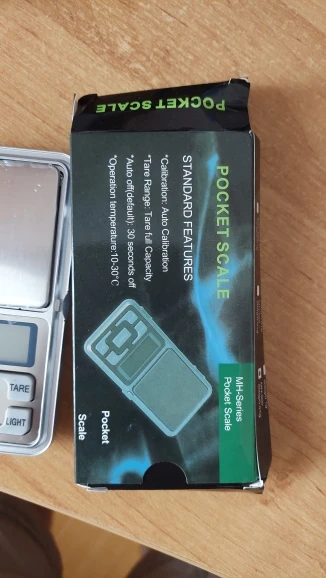 POCKET SCALE
POCKET SCALE
STANDARD FEATURES
*Calibration: Auto Calibration
*Tare Range: Tare full Capacity
*Auto off(default): 30 seconds off
*Operation temperature:10-30°C
MH-Series
Pocket Scale
Pocket
Scale
TARE
LIGHT